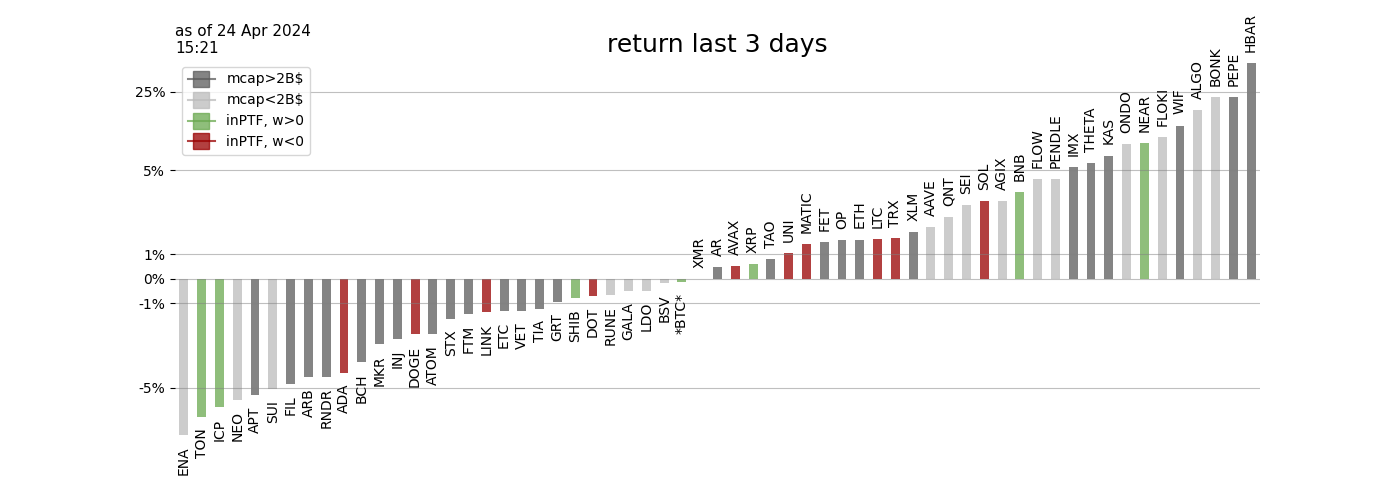 as of 24 Apr 2024
15:21
return last 3 days
mcap>2B$
mcap<2B$
inPTF, w>0
inPTF, w<0
25%
5%
1%
0%
-1%
-5%
ENA
TON
ICP
NEO
APT
SUI
FIL
ARB
RNDR
ADA
BCH
MKR
INJ
DOGE
ATOM
STX
FTM
LINK
ETC
VET
TIA
GRT
SHIB
DOT
RUNE
GALA
LDO
BSV
*BTC*
XMR
AR
AVAX
XRP
TAO
UNI
MATIC
FET
OP
ETH
LTC
TRX
XLM
AAVE
QNT
SEI
SOL
AGIX
BNB
FLOW
PENDLE
IMX
THETA
KAS
ONDO
NEAR
FLOKI
WIF
ALGO
BONK
PEPE
HBAR